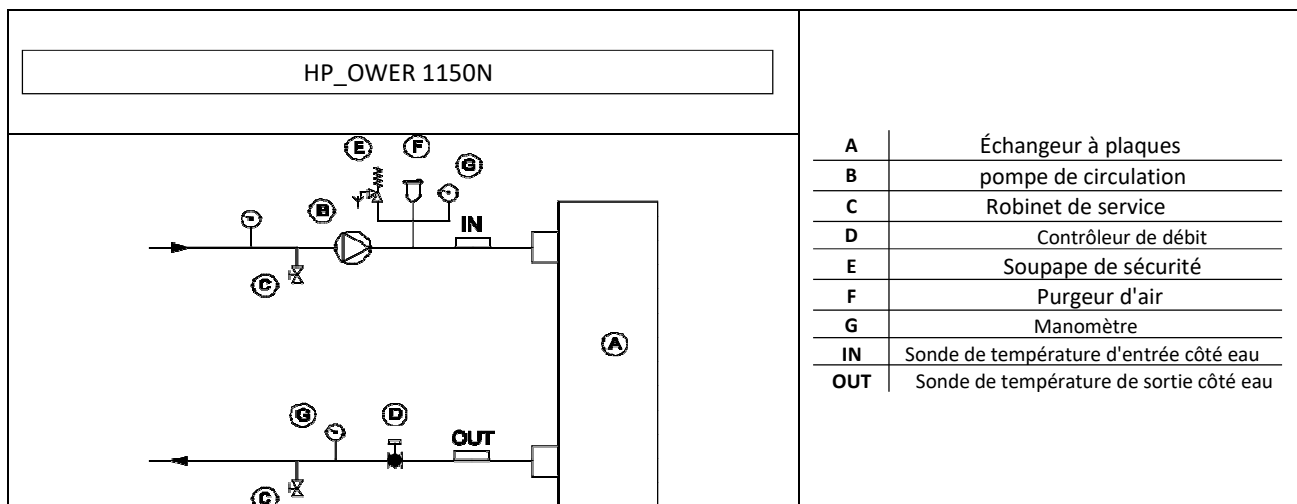 HP_OWER 1150N
E F G
B IN
C
A
G D OUT
C
A Échangeur à plaques
B pompe de circulation
C Robinet de service
D Contrôleur de débit
E Soupape de sécurité
F Purgeur d'air
G Manomètre
IN Sonde de température d'entrée côté eau
OUT Sonde de température de sortie côté eau